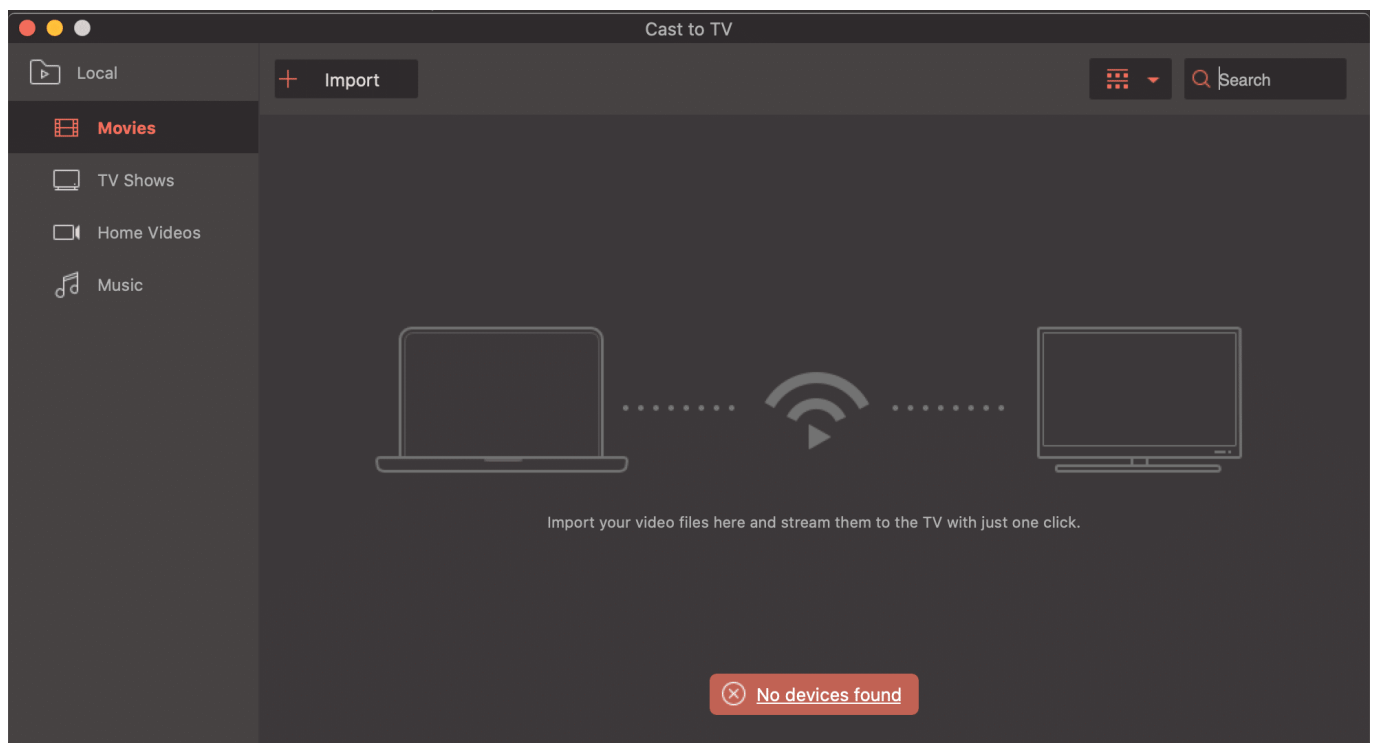 Cast to TV
Local
Import
Search
Movies
TV Shows
Home Videos
Music
Import your video files here and stream them to the TV with just one click.
No devices found